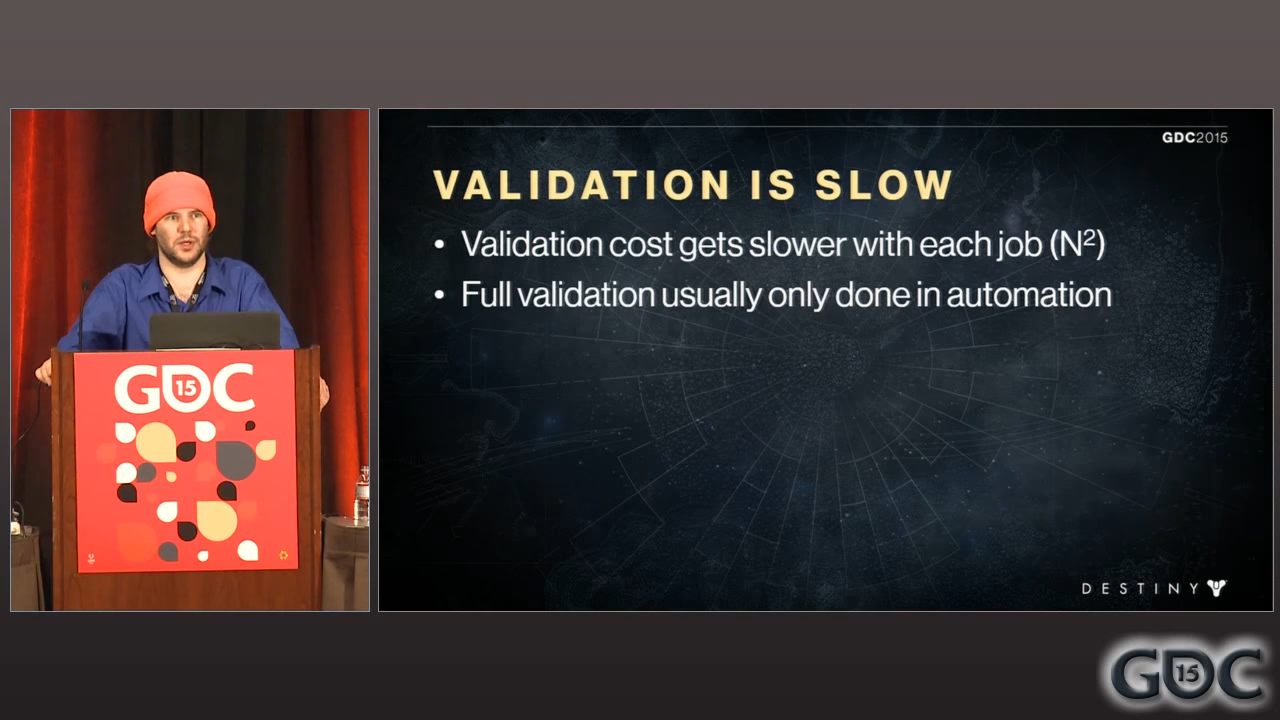 GDC2015
VALIDATION IS SLOW
• Validation cost gets slower with each job (N²)
• Full validation usually only done in automation
DESTINY
GDC
15
GDC
15